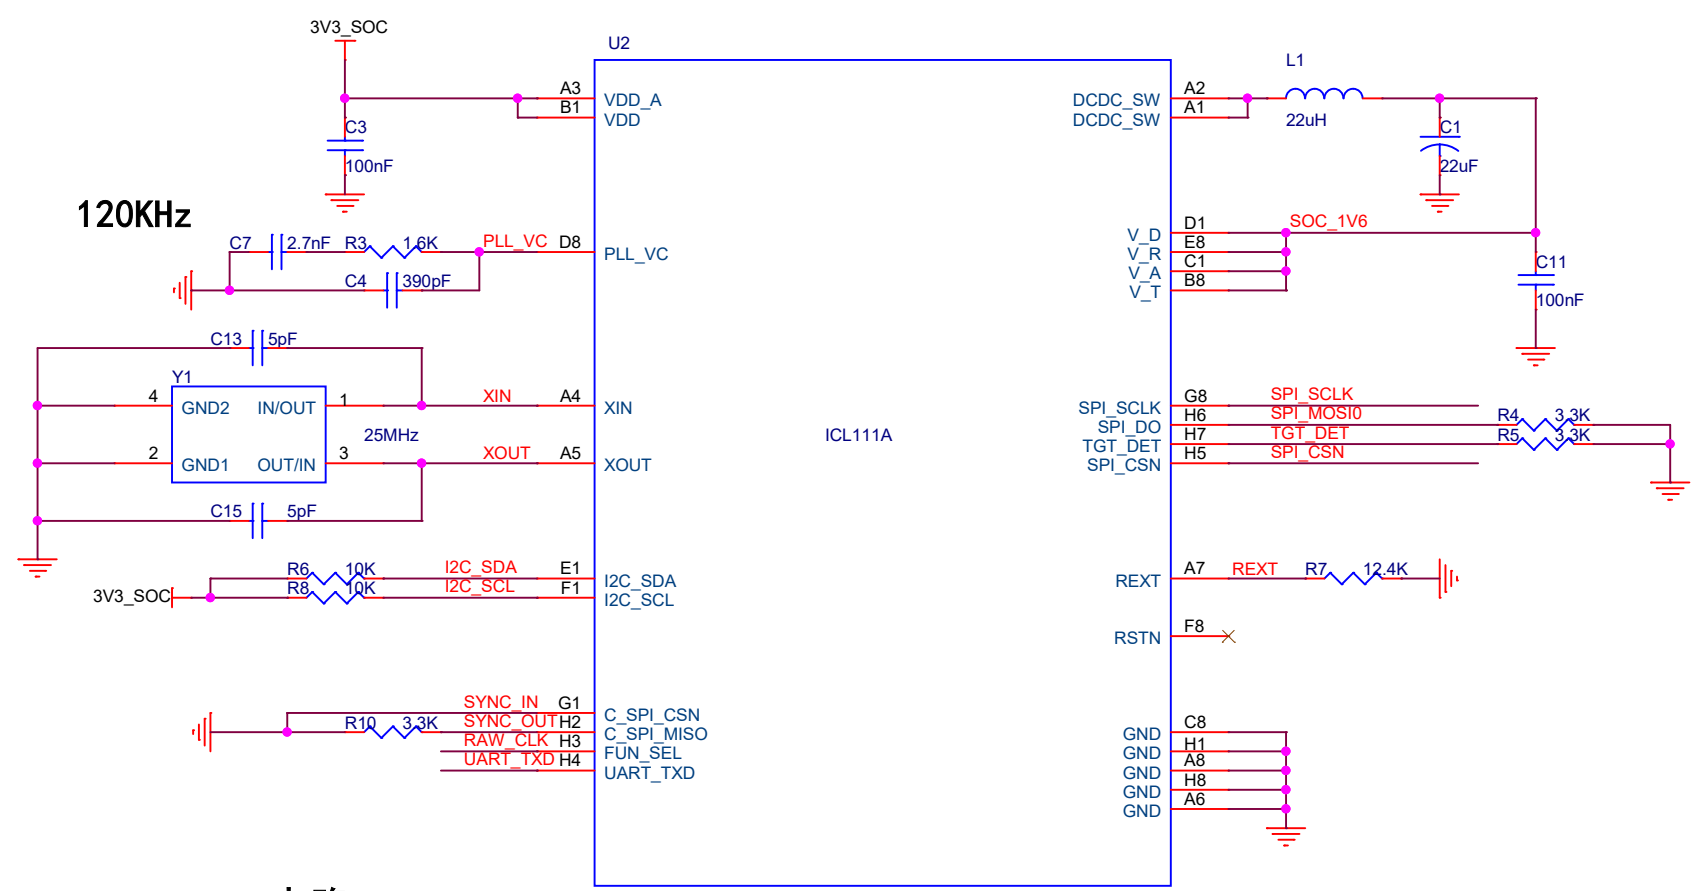 3V3_SOC
U2
L1
A3
VDD_A
B1
VDD
DCDC_SW
A2
DCDC_SW
A1
22uH
C3
100nF
C1
22uF
120KHz
C7
2.7nF
R3
1.6K
PLL_VC
D8
PLL_VC
C4
390pF
V_D
D1
SOC_1V6
V_R
E8
V_A
C1
V_T
B8
C11
100nF
C13
5pF
Y1
4
GND2
IN/OUT
1
XIN
A4
XIN
25MHz
2
GND1
OUT/IN
3
XOUT
A5
XOUT
C15
5pF
ICL111A
SPI_SCLK
G8
SPI_SCLK
SPI_DO
H6
SPI_MOSI0
R4
3.3K
TGT_DET
H7
TGT_DET
R5
3.3K
SPI_CSN
H5
SPI_CSN
3V3_SOC
R6
10K
I2C_SDA
E1
I2C_SDA
R8
10K
I2C_SCL
F1
I2C_SCL
REXT
A7
REXT
R7
12.4K
RSTN
F8
SYNC_IN
G1
C_SPI_CSN
R10
3.3K
SYNC_OUT
H2
C_SPI_MISO
RAW_CLK
H3
FUN_SEL
UART_TXD
H4
UART_TXD
GND
C8
GND
H1
GND
A8
GND
H8
GND
A6